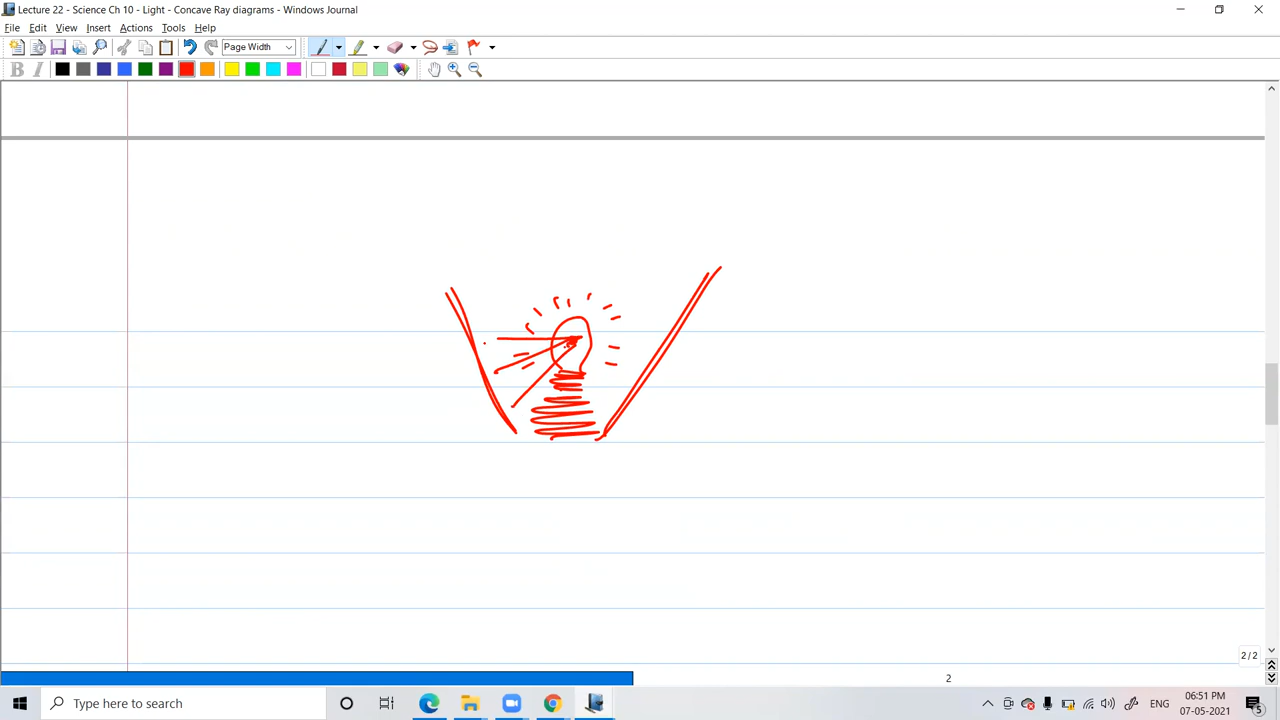 Lecture 22 - Science Ch 10 - Light - Concave Ray diagrams - Windows Journal
File Edit View Insert Actions Tools Help
Page Width
B I
2/2
2
Type here to search
ENG
06:51 PM
07-05-2021
5